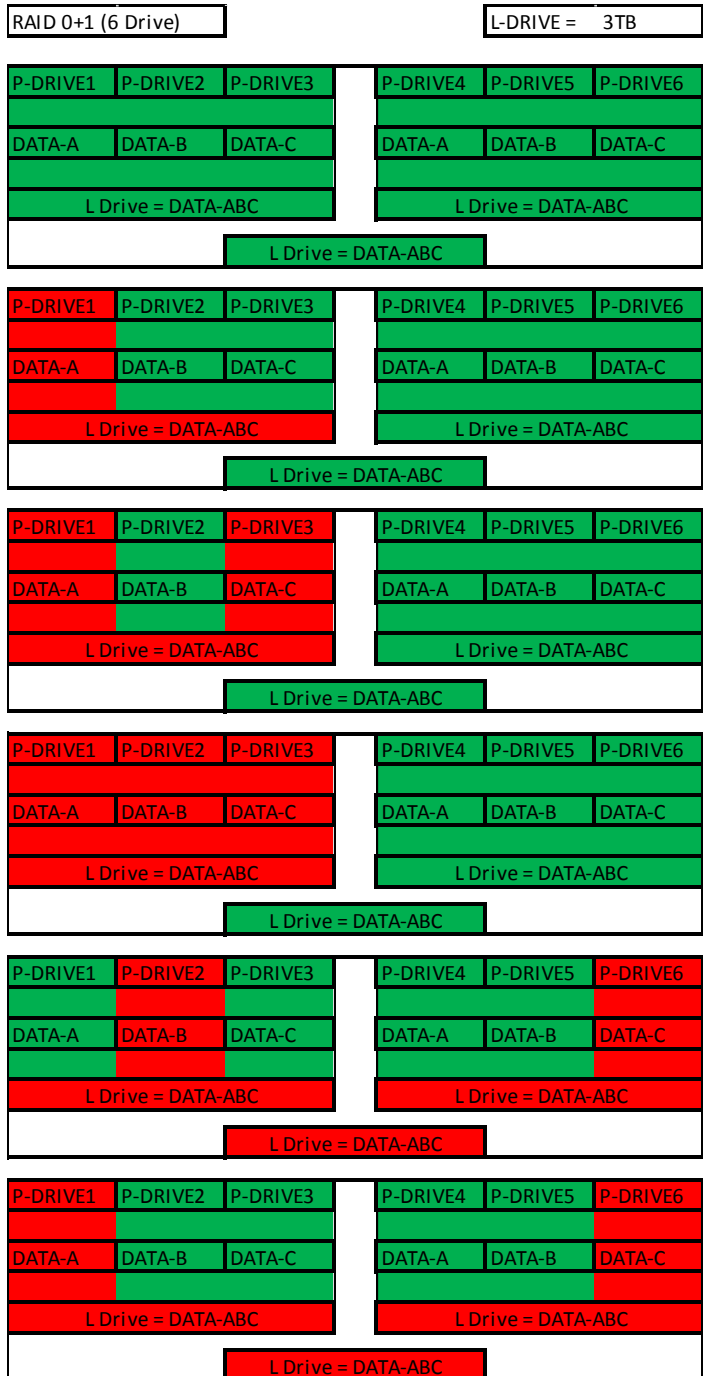 RAID 0+1 (6 Drive) L-DRIVE = 3TB
P-DRIVE1 P-DRIVE2 P-DRIVE3 P-DRIVE4 P-DRIVE5 P-DRIVE6
DATA-A DATA-B DATA-C DATA-A DATA-B DATA-C
L Drive = DATA-ABC L Drive = DATA-ABC
L Drive = DATA-ABC
P-DRIVE1 P-DRIVE2 P-DRIVE3 P-DRIVE4 P-DRIVE5 P-DRIVE6
DATA-A DATA-B DATA-C DATA-A DATA-B DATA-C
L Drive = DATA-ABC L Drive = DATA-ABC
L Drive = DATA-ABC
P-DRIVE1 P-DRIVE2 P-DRIVE3 P-DRIVE4 P-DRIVE5 P-DRIVE6
DATA-A DATA-B DATA-C DATA-A DATA-B DATA-C
L Drive = DATA-ABC L Drive = DATA-ABC
L Drive = DATA-ABC
P-DRIVE1 P-DRIVE2 P-DRIVE3 P-DRIVE4 P-DRIVE5 P-DRIVE6
DATA-A DATA-B DATA-C DATA-A DATA-B DATA-C
L Drive = DATA-ABC L Drive = DATA-ABC
L Drive = DATA-ABC
P-DRIVE1 P-DRIVE2 P-DRIVE3 P-DRIVE4 P-DRIVE5 P-DRIVE6
DATA-A DATA-B DATA-C DATA-A DATA-B DATA-C
L Drive = DATA-ABC L Drive = DATA-ABC
L Drive = DATA-ABC
P-DRIVE1 P-DRIVE2 P-DRIVE3 P-DRIVE4 P-DRIVE5 P-DRIVE6
DATA-A DATA-B DATA-C DATA-A DATA-B DATA-C
L Drive = DATA-ABC L Drive = DATA-ABC
L Drive = DATA-ABC